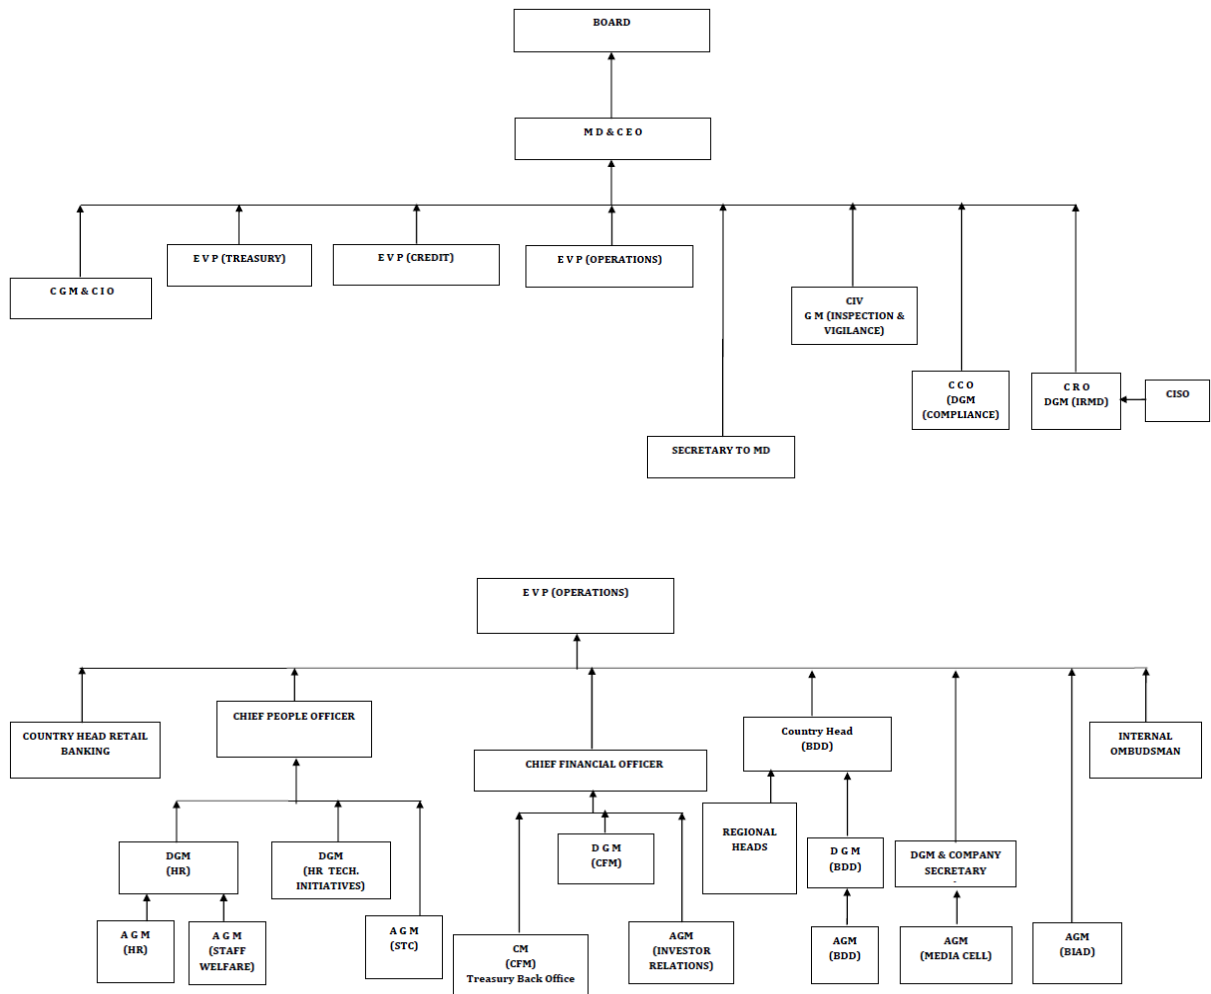 BOARD
M D & C E O
E V P (TREASURY)
E V P (CREDIT)
E V P (OPERATIONS)
C G M & C I O
CIV
G M (INSPECTION &
VIGILANCE)
C C O
(DGM
(COMPLIANCE)
C R O
DGM (IRMD)
CISO
SECRETARY TO MD
E V P (OPERATIONS)
COUNTRY HEAD RETAIL
BANKING
CHIEF PEOPLE OFFICER
CHIEF FINANCIAL OFFICER
Country Head
(BDD)
INTERNAL
OMBUDSMAN
DGM
(HR)
DGM
(HR TECH.
INITIATIVES)
D G M
(CFM)
REGIONAL
HEADS
D G M
(BDD)
DGM & COMPANY
SECRETARY
-
A G M
(HR)
A G M
(STAFF
WELFARE)
A G M
(STC)
CM
(CFM)
Treasury Back Office
AGM
(INVESTOR
RELATIONS)
AGM
(BDD)
AGM
(MEDIA CELL)
AGM
(BIAD)